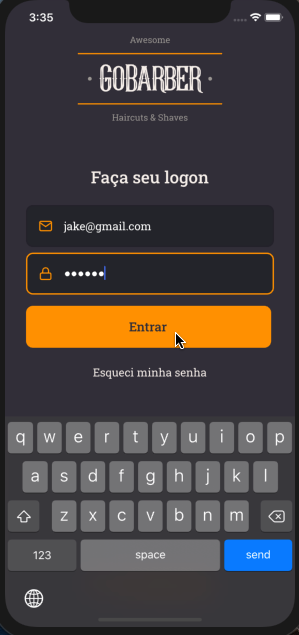 3:35
Awesome
GOBARBER
Haircuts & Shaves
Faça seu logon
jake@gmail.com
••••••
Entrar
Esqueci minha senha
q w e r t y u i o p
a s d f g h j k l
z x c v b n m
123 space send